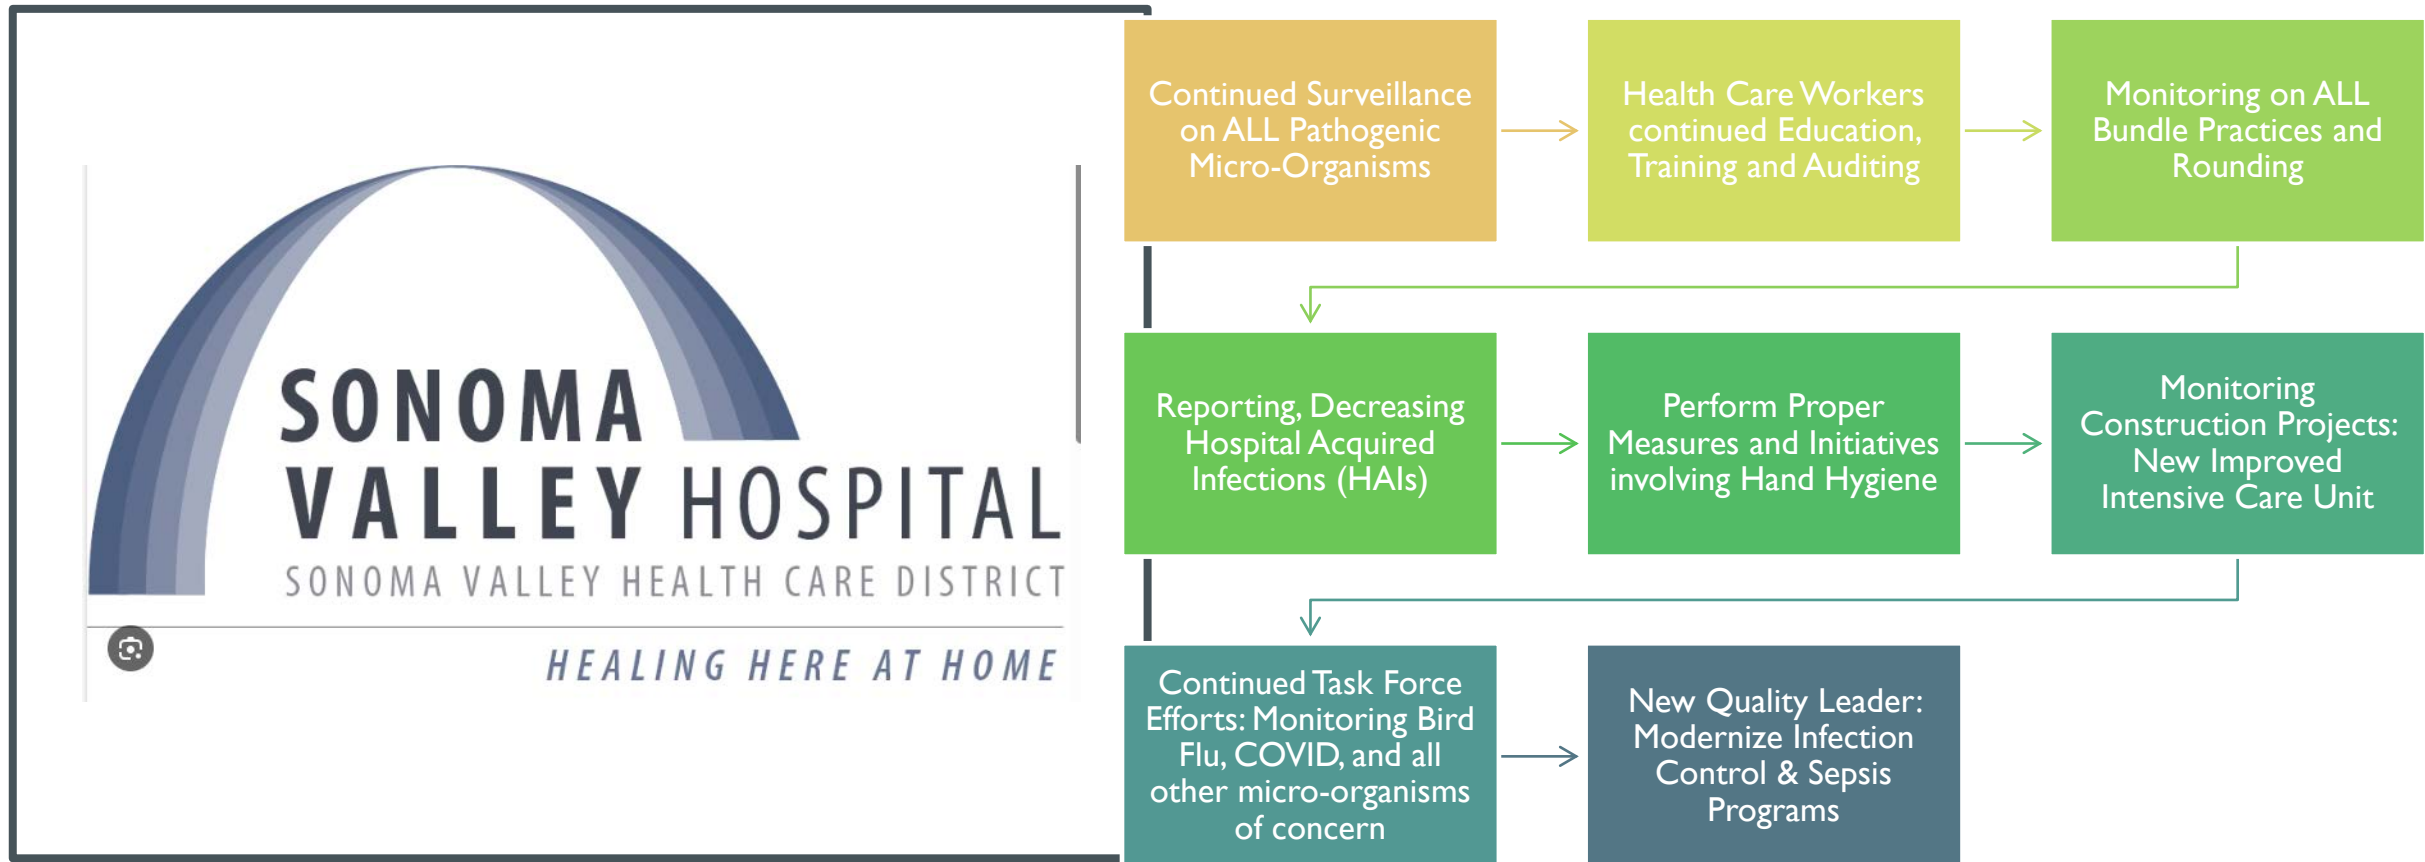 SONOMA
VALLEY HOSPITAL
SONOMA VALLEY HEALTH CARE DISTRICT
HEALING HERE AT HOME
Continued Surveillance
on ALL Pathogenic
Micro-Organisms
Health Care Workers
continued Education,
Training and Auditing
Monitoring on ALL
Bundle Practices and
Rounding
Reporting, Decreasing
Hospital Acquired
Infections (HAIs)
Perform Proper
Measures and Initiatives
involving Hand Hygiene
Monitoring
Construction Projects:
New Improved
Intensive Care Unit
Continued Task Force
Efforts: Monitoring Bird
Flu, COVID, and all
other micro-organisms
of concern
New Quality Leader:
Modernize Infection
Control & Sepsis
Programs